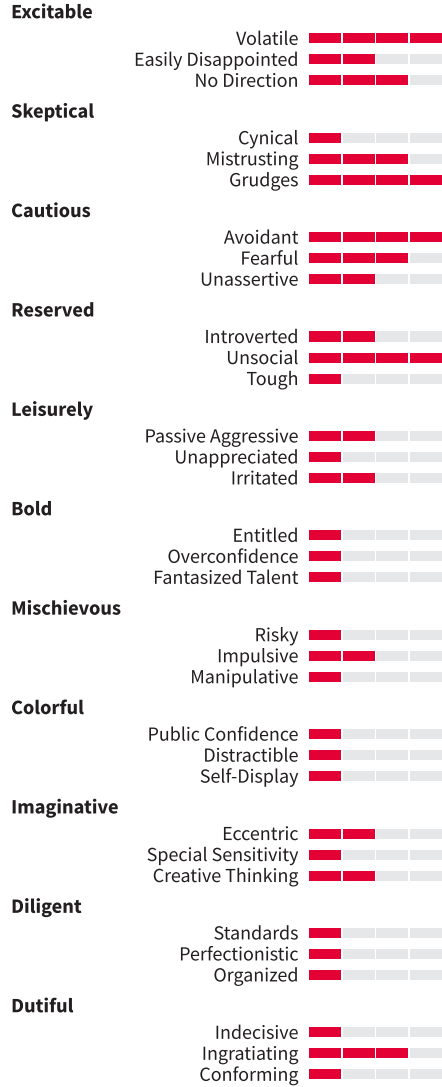 Excitable
Volatile
Easily Disappointed
No Direction
Skeptical
Cynical
Mistrusting
Grudges
Cautious
Avoidant
Fearful
Unassertive
Reserved
Introverted
Unsocial
Tough
Leisurely
Passive Aggressive
Unappreciated
Irritated
Bold
Entitled
Overconfidence
Fantasized Talent
Mischievous
Risky
Impulsive
Manipulative
Colorful
Public Confidence
Distractible
Self-Display
Imaginative
Eccentric
Special Sensitivity
Creative Thinking
Diligent
Standards
Perfectionistic
Organized
Dutiful
Indecisive
Ingratiating
Conforming